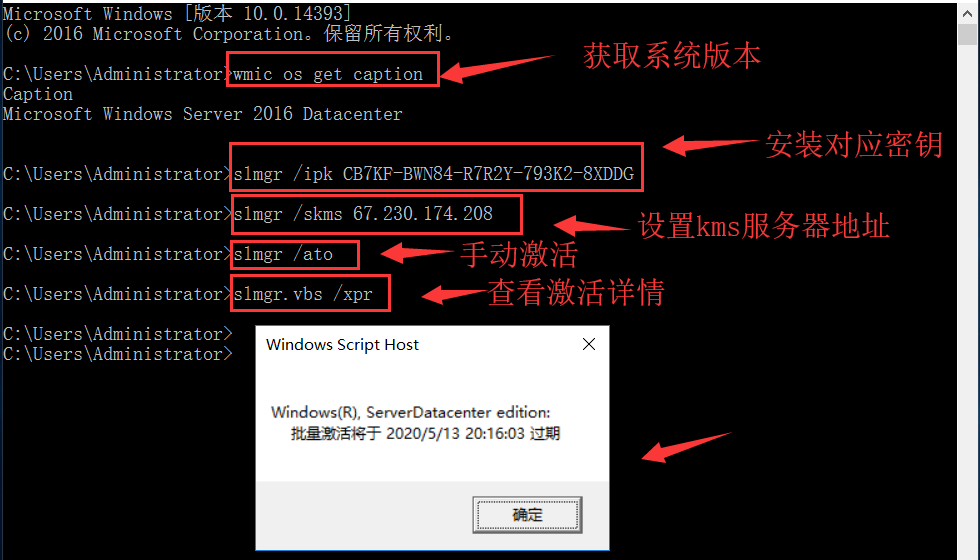 Microsoft Windows [版本 10.0.14393]
(c) 2016 Microsoft Corporation。保留所有权利。
C:\Users\Administrator>wmic os get caption
获取系统版本
Caption
Microsoft Windows Server 2016 Datacenter
安装对应密钥
C:\Users\Administrator>slmgr /ipk CB7KF-BWN84-R7R2Y-793K2-8XDDG
C:\Users\Administrator>slmgr /skms 67.230.174.208
设置kms服务器地址
C:\Users\Administrator>slmgr /ato
手动激活
C:\Users\Administrator>slmgr.vbs /xpr
查看激活详情
C:\Users\Administrator>
C:\Users\Administrator>
Windows Script Host
Windows(R), ServerDatacenter edition:
批量激活将于 2020/5/13 20:16:03 过期
确定